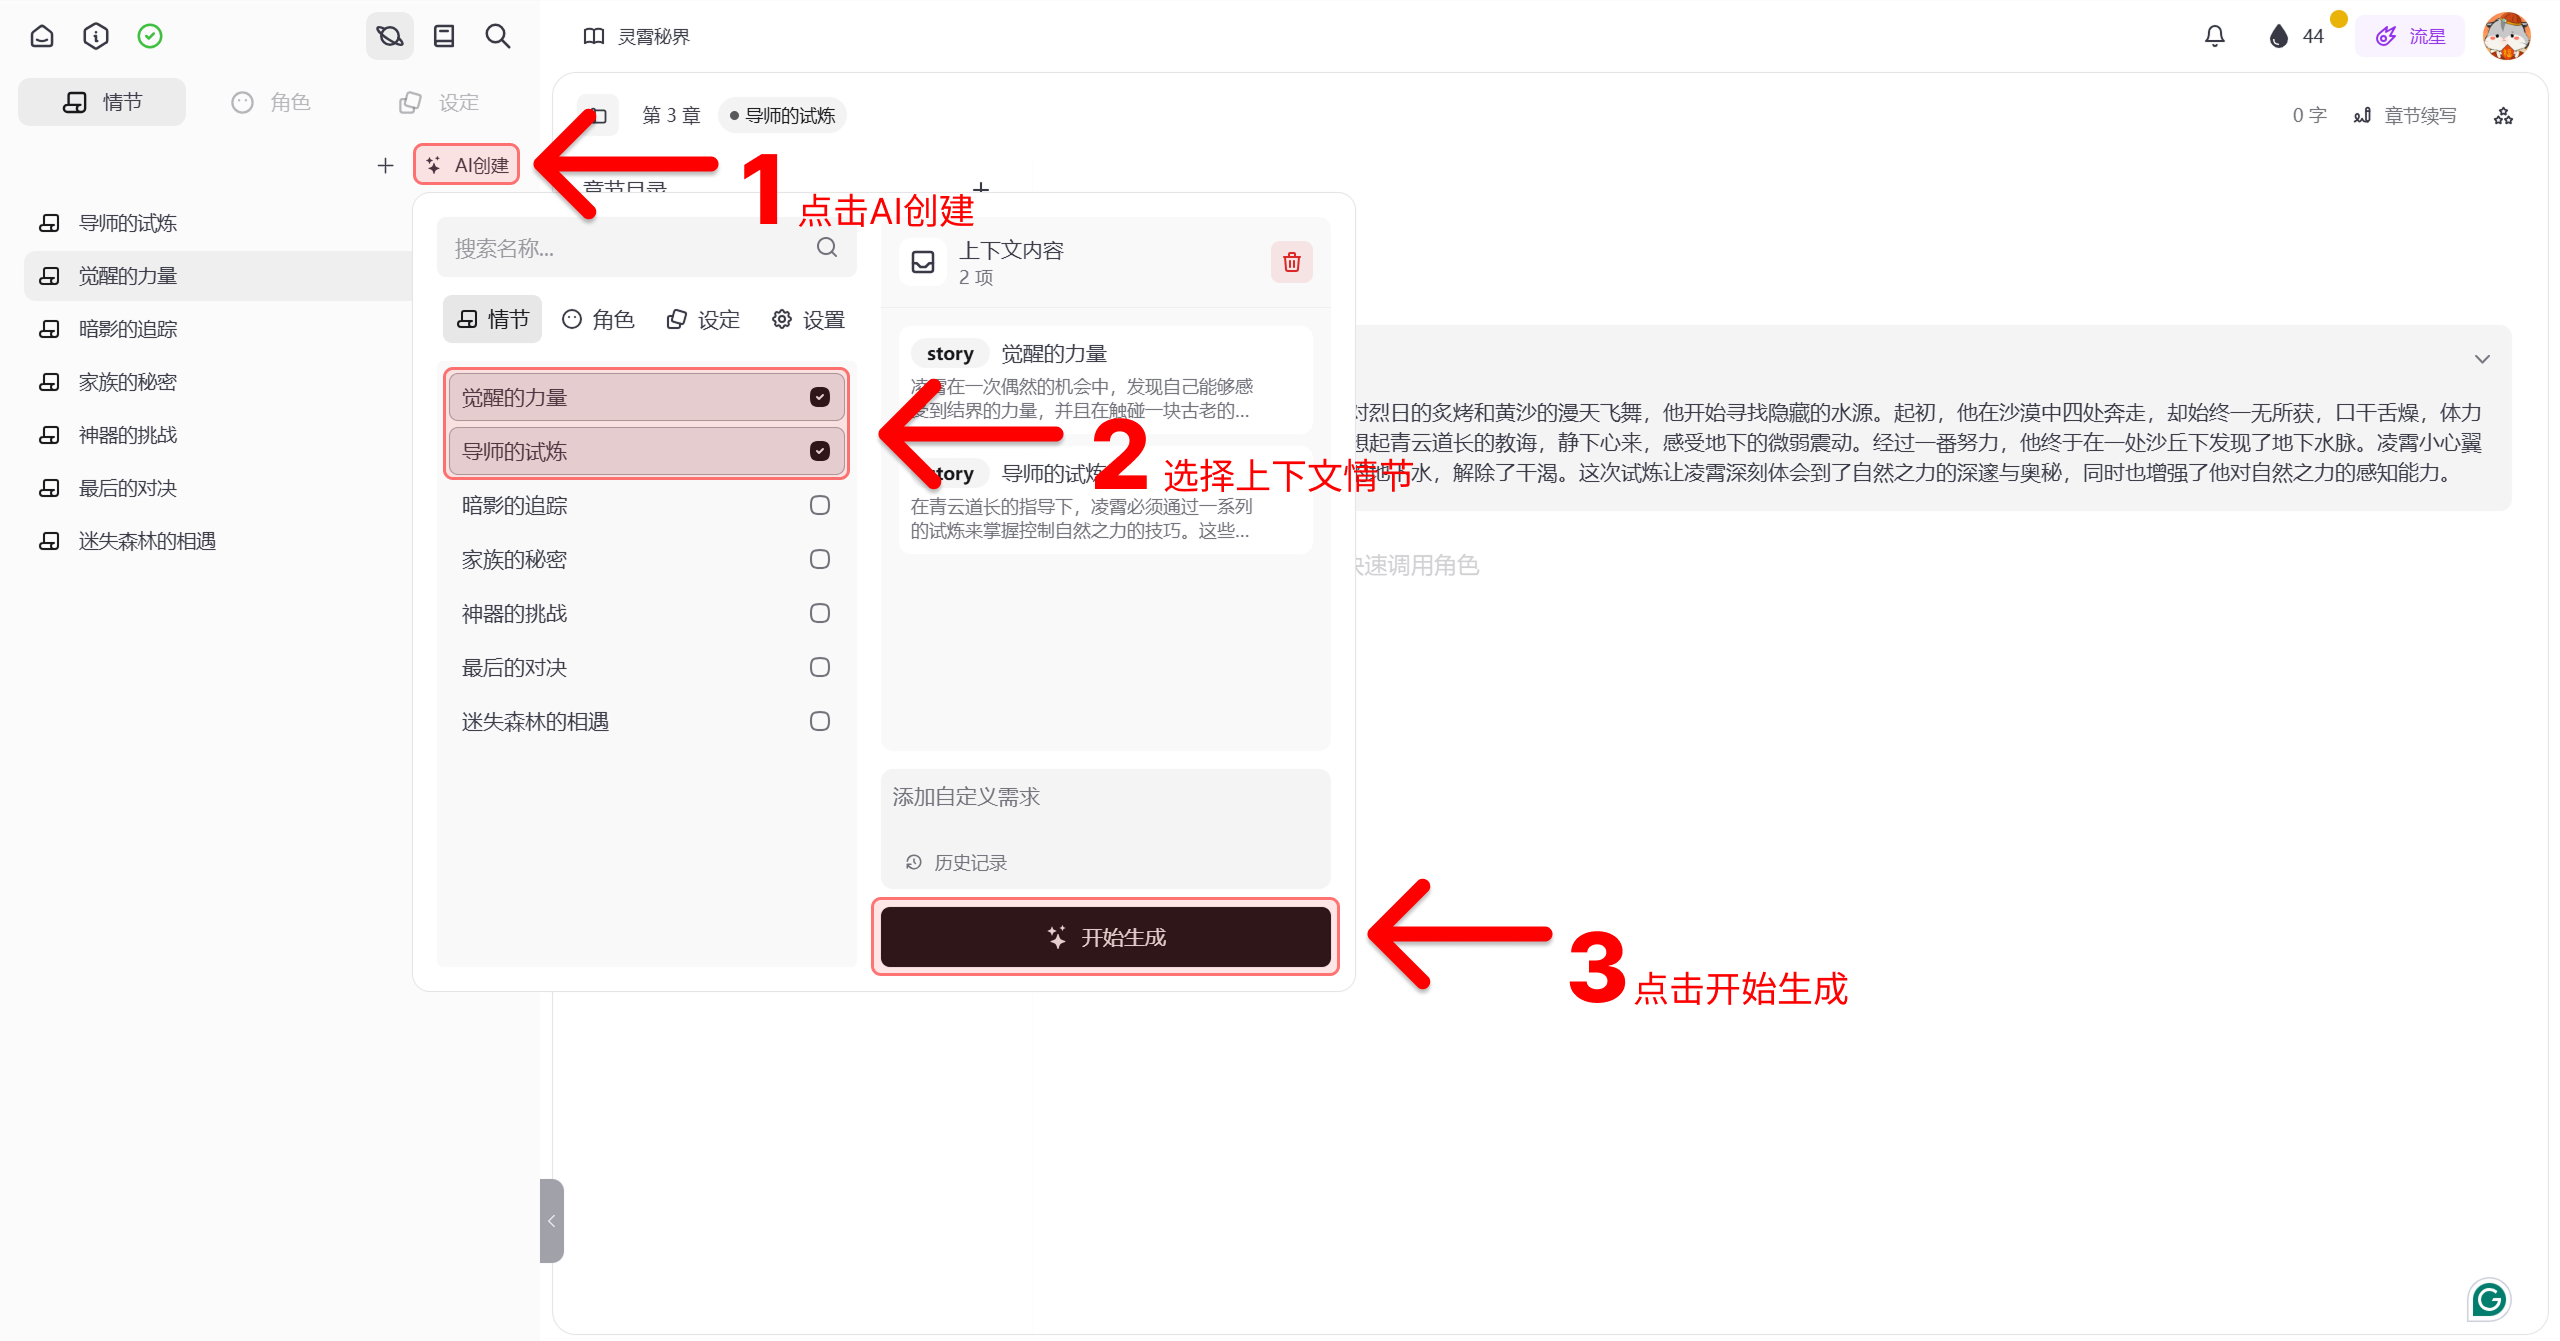 灵霄秘界
44
流星
情节
角色
设定
第 3 章
导师的试炼
0 字
章节续写
AI创建
1 点击AI创建
章节目录
导师的试炼
觉醒的力量
暗影的追踪
家族的秘密
神器的挑战
最后的对决
迷失森林的相遇
搜索名称...
情节
角色
设定
设置
觉醒的力量
导师的试炼
暗影的追踪
家族的秘密
神器的挑战
最后的对决
迷失森林的相遇
上下文内容
2 项
story 觉醒的力量
凌霄在一次偶然的机会中，发现自己能够感
受到结界的力量，并且在触碰一块古老的...
2 选择上下文情节
story 导师的试炼
在青云道长的指导下，凌霄必须通过一系列
的试炼来掌握控制自然之力的技巧。这些...
添加自定义需求
历史记录
开始生成
3 点击开始生成
对烈日的炙烤和黄沙的漫天飞舞，他开始寻找隐藏的水源。起初，他在沙漠中四处奔走，却始终一无所获，口干舌燥，体力
想起青云道长的教诲，静下心来，感受地下的微弱震动。经过一番努力，他终于在一处沙丘下发现了地下水脉。凌霄小心翼
地下水，解除了干渴。这次试炼让凌霄深刻体会到了自然之力的深邃与奥秘，同时也增强了他对自然之力的感知能力。
快速调用角色